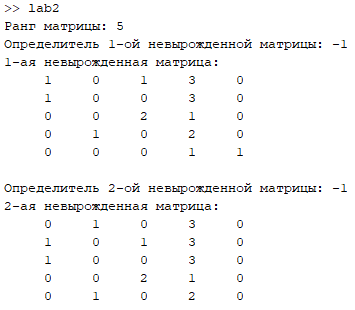 >> lab2
Ранг матрицы: 5
Определитель 1-ой невырожденной матрицы: -1
1-ая невырожденная матрица:
1 0 1 3 0
1 0 0 3 0
0 0 2 1 0
0 1 0 2 0
0 0 0 1 1
Определитель 2-ой невырожденной матрицы: -1
2-ая невырожденная матрица:
0 1 0 3 0
1 0 1 3 0
1 0 0 3 0
0 0 2 1 0
0 1 0 2 0